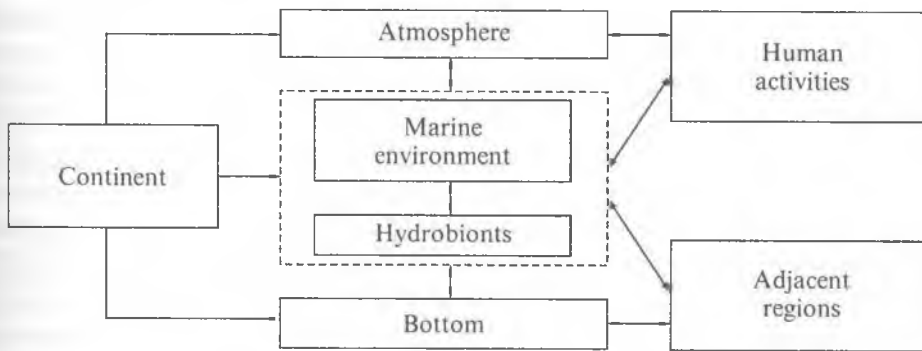 Atmosphere
Human
activities
Marine
environment
Continent
Hydrobionts
Adjacent
regions
Bottom